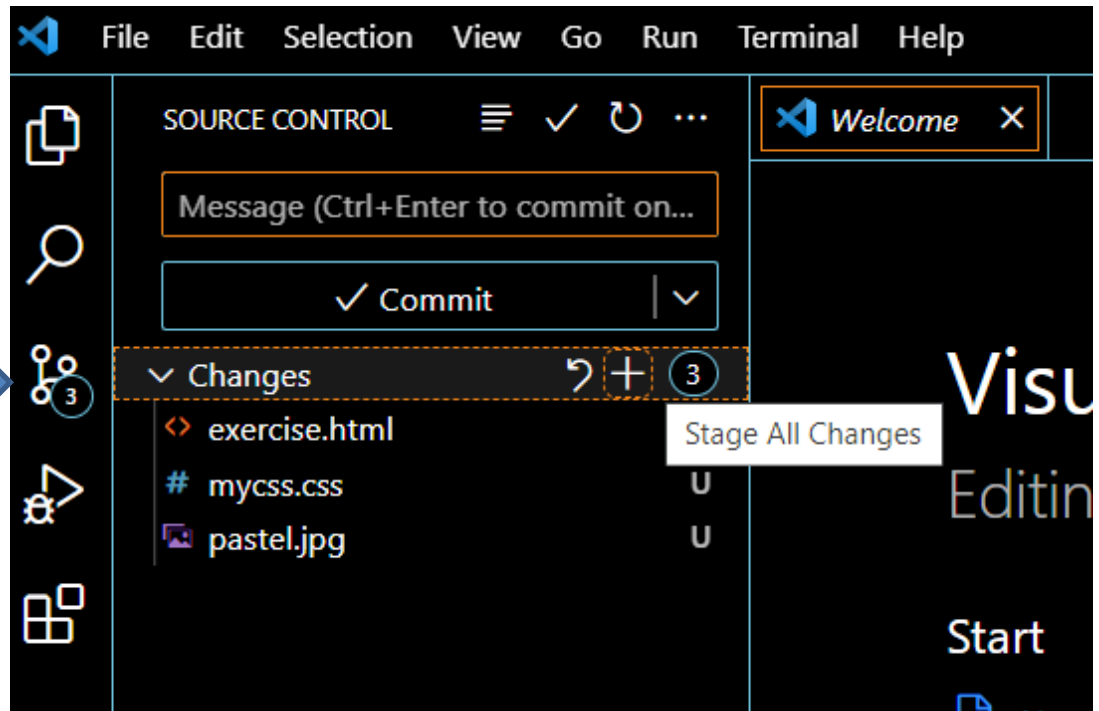 File Edit Selection View Go Run Terminal Help
SOURCE CONTROL
Welcome
Message (Ctrl+Enter to commit on...
Commit
Changes 3
3
exercise.html
Stage All Changes
mycss.css U
pastel.jpg U
Visu
Editin
Start